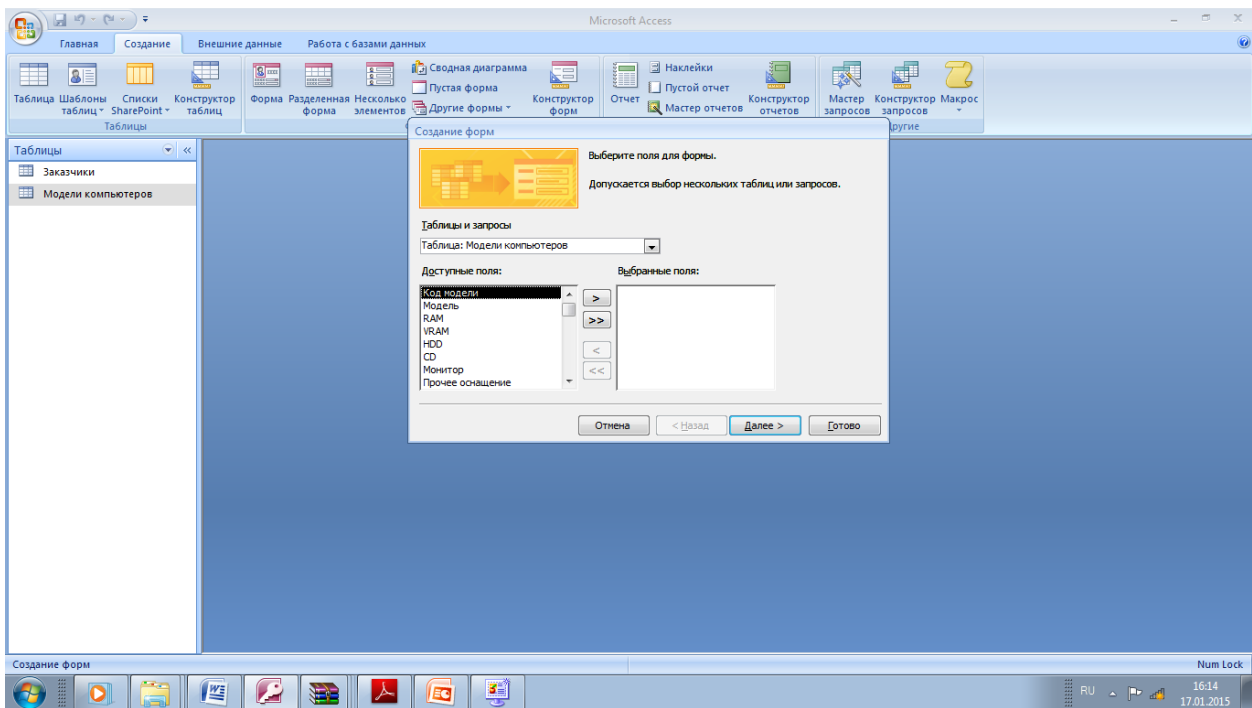 Microsoft Access
Главная Создание Внешние данные Работа с базами данных
Таблица Шаблоны таблиц Списки SharePoint Конструктор таблиц
Таблицы
Форма Разделенная форма Несколько элементов
Сводная диаграмма
Пустая форма
Другие формы
Конструктор форм
Отчет
Наклейки
Пустой отчет
Мастер отчетов
Конструктор отчетов
Мастер запросов Конструктор запросов Макрос
Другие
Таблицы
Заказчики
Модели компьютеров
Создание форм
Выберите поля для формы.
Допускается выбор нескольких таблиц или запросов.
Таблицы и запросы
Таблица: Модели компьютеров
Доступные поля: Выбранные поля:
Код модели
Модель
RAM
VRAM
HDD
CD
Монитор
Прочее оснащение
>
>>
<
<<
Отмена < Назад Далее > Готово
Создание форм Num Lock
RU 16:14
17.01.2015